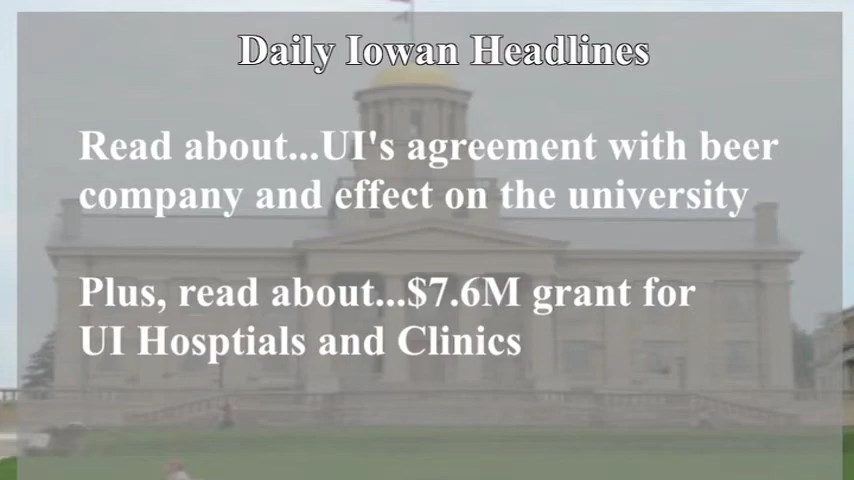 Daily Iowan Headlines
Read about...UI's agreement with beer
company and effect on the university
Plus, read about...$7.6M grant for
UI Hosptials and Clinics